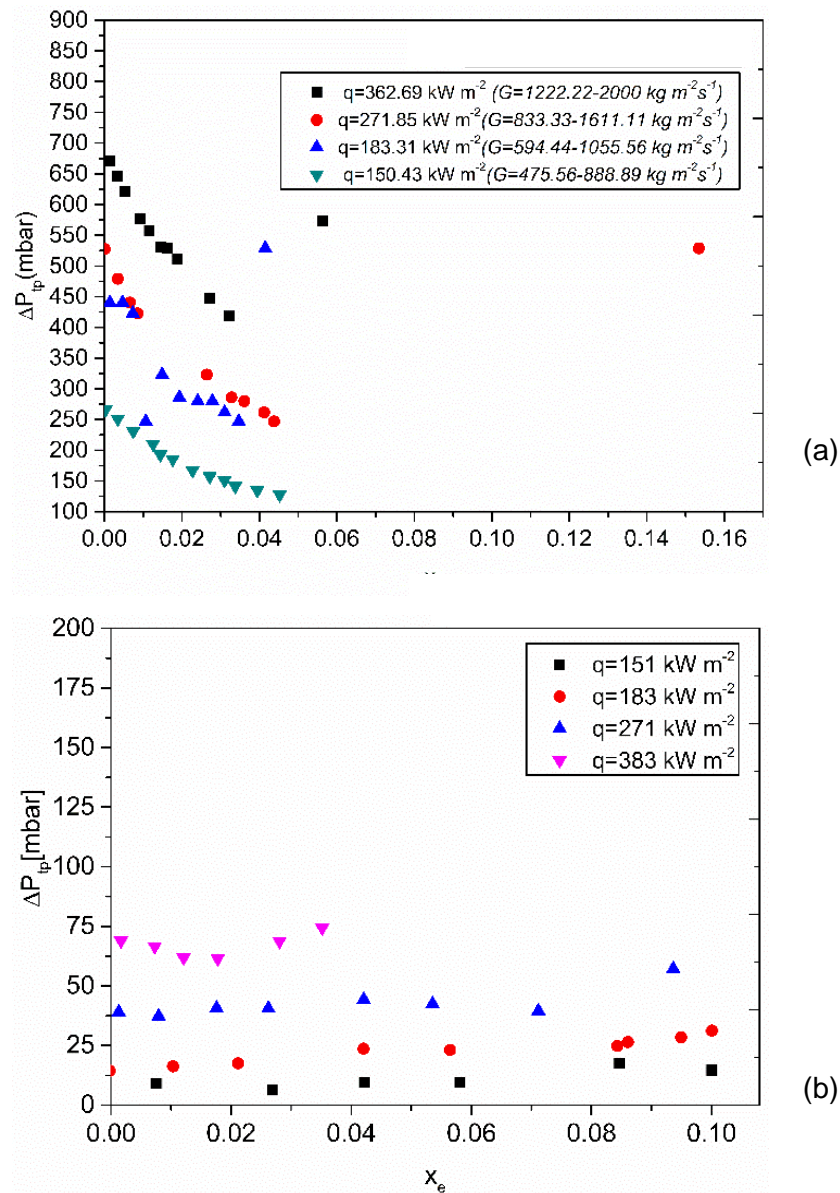 900
850
800
750
700
650
600
550
500
450
400
350
300
250
200
150
100
ΔP_tp(mbar)
q=362.69 kW m⁻² (G=1222.22-2000 kg m⁻²s⁻¹)
q=271.85 kW m⁻²(G=833.33-1611.11 kg m⁻²s⁻¹)
q=183.31 kW m⁻²(G=594.44-1055.56 kg m⁻²s⁻¹)
q=150.43 kW m⁻²(G=475.56-888.89 kg m⁻²s⁻¹)
(a)
0.00 0.02 0.04 0.06 0.08 0.10 0.12 0.14 0.16
200
175
150
125
100
75
50
25
0
ΔP_tp[mbar]
q=151 kW m⁻²
q=183 kW m⁻²
q=271 kW m⁻²
q=383 kW m⁻²
(b)
0.00 0.02 0.04 0.06 0.08 0.10
x_e